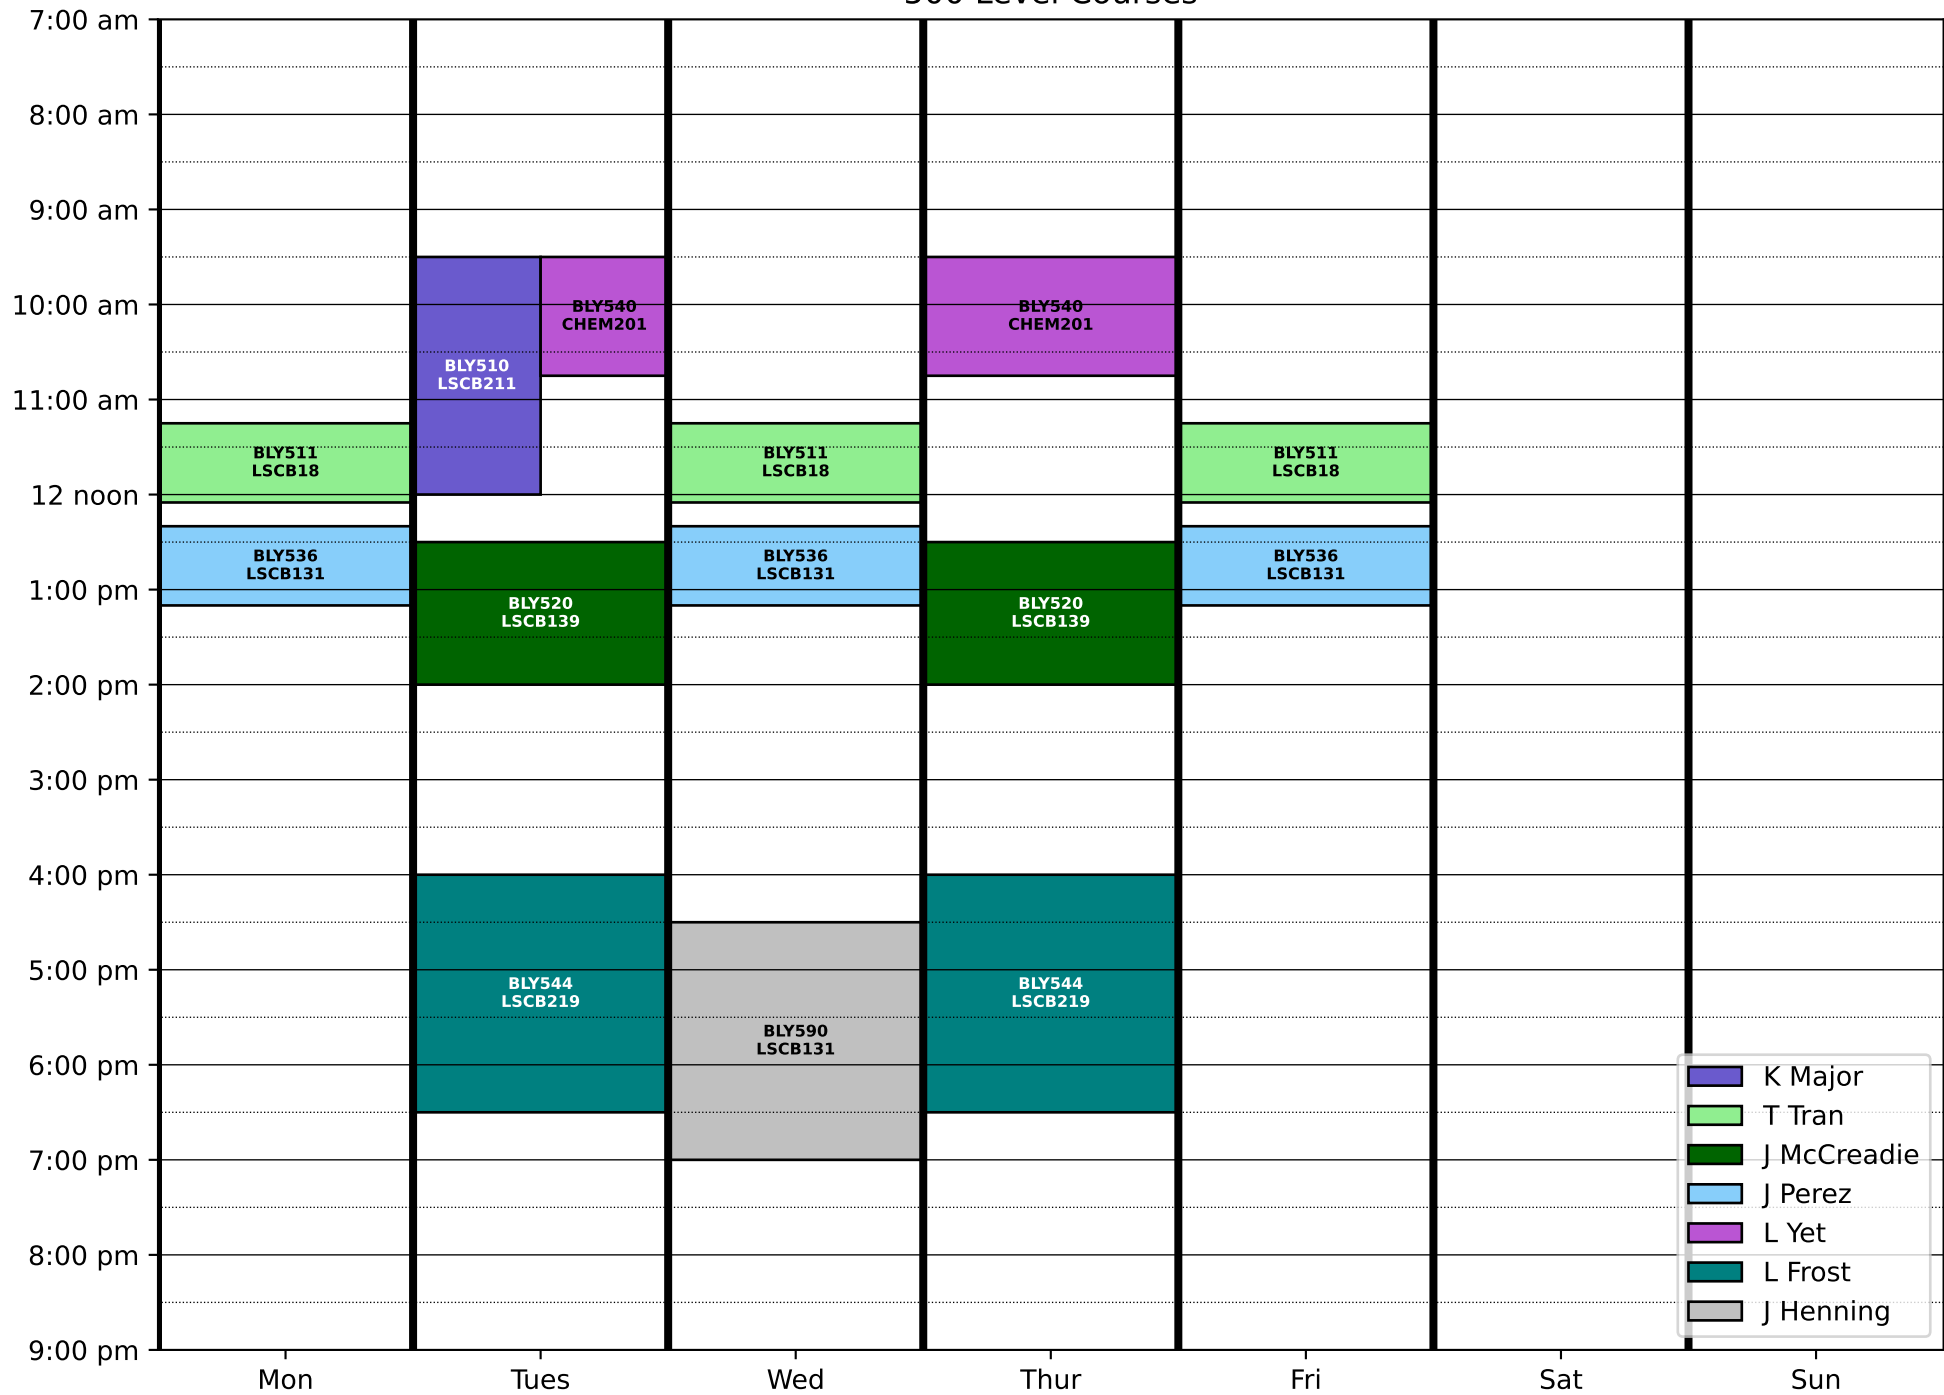 7:00 am
8:00 am
9:00 am
10:00 am
11:00 am
12 noon
1:00 pm
2:00 pm
3:00 pm
4:00 pm
5:00 pm
6:00 pm
7:00 pm
8:00 pm
9:00 pm
BLY511
LSCB18
BLY536
LSCB131
BLY510
LSCB211
BLY540
CHEM201
BLY520
LSCB139
BLY544
LSCB219
BLY511
LSCB18
BLY536
LSCB131
BLY590
LSCB131
BLY540
CHEM201
BLY520
LSCB139
BLY544
LSCB219
BLY511
LSCB18
BLY536
LSCB131
K Major
T Tran
J McCreadie
J Perez
L Yet
L Frost
J Henning
Mon
Tues
Wed
Thur
Fri
Sat
Sun